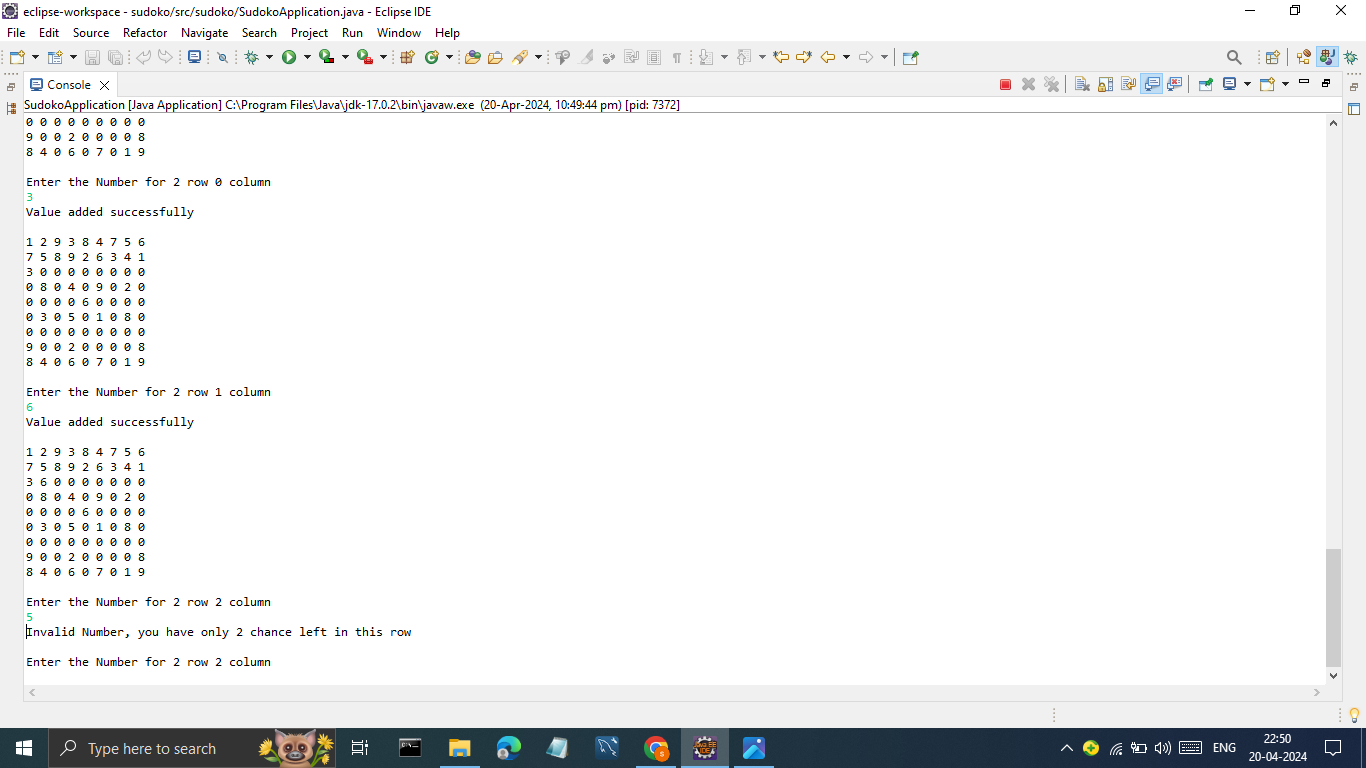 eclipse-workspace - sudoko/src/sudoko/SudokoApplication.java - Eclipse IDE
File Edit Source Refactor Navigate Search Project Run Window Help
Console
SudokoApplication [Java Application] C:\Program Files\Java\jdk-17.0.2\bin\javaw.exe (20-Apr-2024, 10:49:44 pm) [pid: 7372]
0 0 0 0 0 0 0 0 0
9 0 0 2 0 0 0 0 8
8 4 0 6 0 7 0 1 9
Enter the Number for 2 row 0 column
3
Value added successfully
1 2 9 3 8 4 7 5 6
7 5 8 9 2 6 3 4 1
3 0 0 0 0 0 0 0 0
0 8 0 4 0 9 0 2 0
0 0 0 0 6 0 0 0 0
0 3 0 5 0 1 0 8 0
0 0 0 0 0 0 0 0 0
9 0 0 2 0 0 0 0 8
8 4 0 6 0 7 0 1 9
Enter the Number for 2 row 1 column
6
Value added successfully
1 2 9 3 8 4 7 5 6
7 5 8 9 2 6 3 4 1
3 6 0 0 0 0 0 0 0
0 8 0 4 0 9 0 2 0
0 0 0 0 6 0 0 0 0
0 3 0 5 0 1 0 8 0
0 0 0 0 0 0 0 0 0
9 0 0 2 0 0 0 0 8
8 4 0 6 0 7 0 1 9
Enter the Number for 2 row 2 column
5
Invalid Number, you have only 2 chance left in this row
Enter the Number for 2 row 2 column
Type here to search
ENG
22:50
20-04-2024